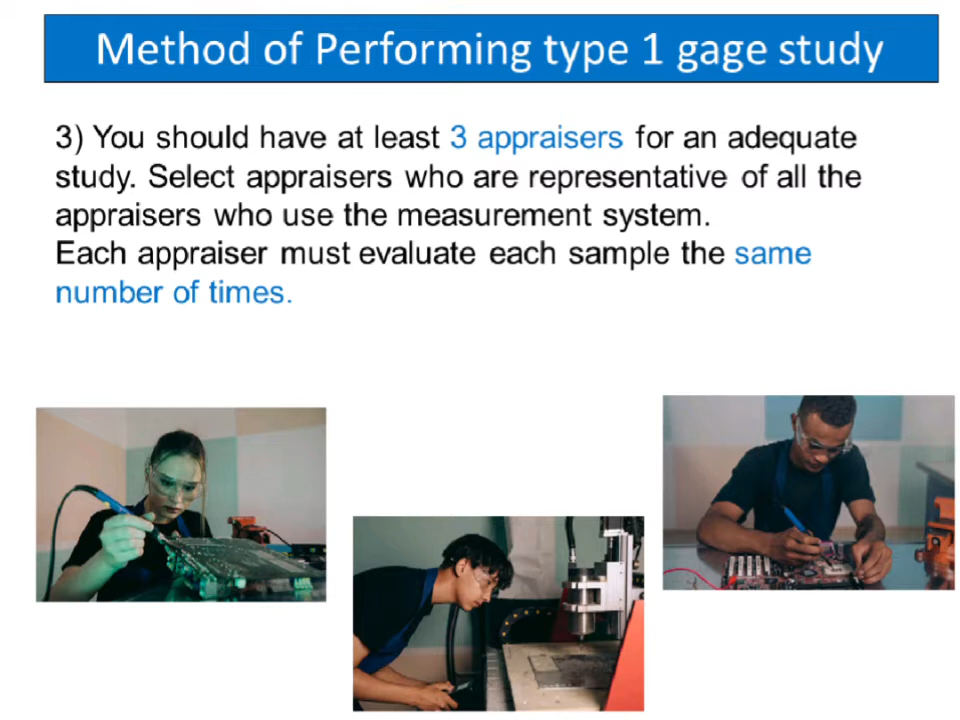 Method of Performing type 1 gage study
3) You should have at least 3 appraisers for an adequate
study. Select appraisers who are representative of all the
appraisers who use the measurement system.
Each appraiser must evaluate each sample the same
number of times.